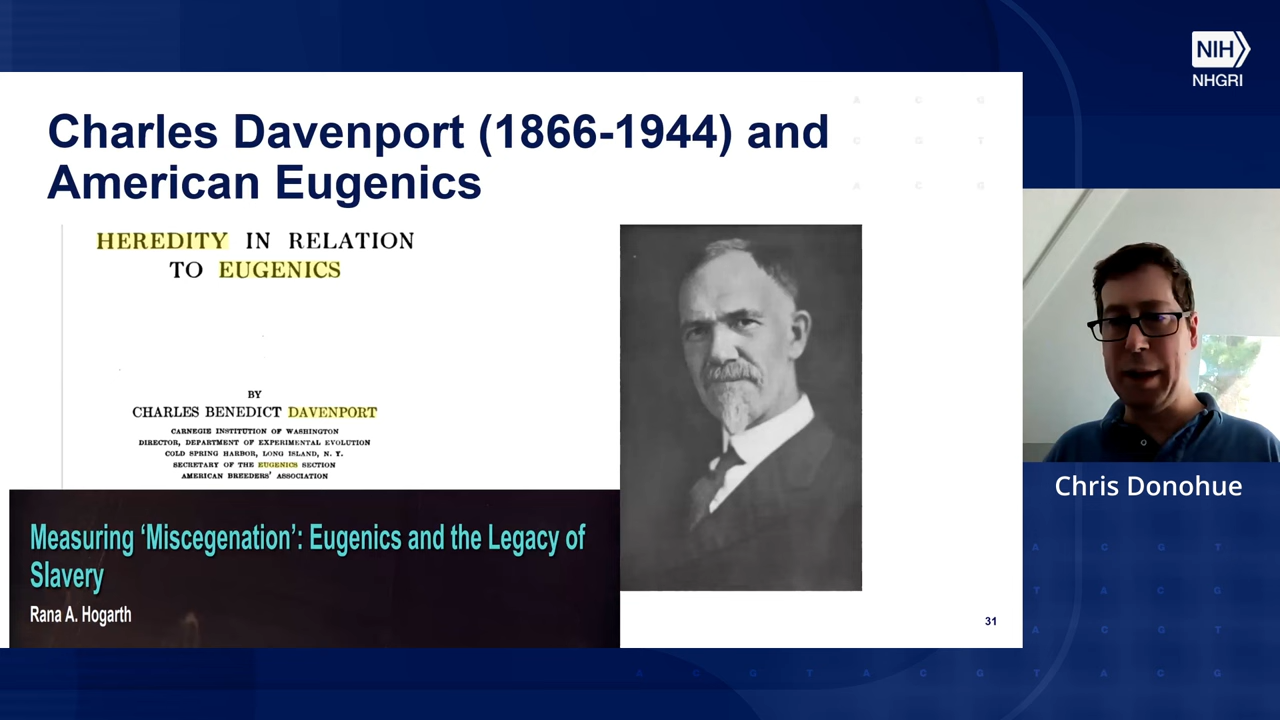 NIH
NHGRI
Charles Davenport (1866-1944) and
American Eugenics
A C G
C G T
A C G
HEREDITY IN RELATION
TO EUGENICS
BY
CHARLES BENEDICT DAVENPORT
CARNEGIE INSTITUTION OF WASHINGTON
DIRECTOR, DEPARTMENT OF EXPERIMENTAL EVOLUTION
COLD SPRING HARBOR, LONG ISLAND, N. Y.
SECRETARY OF THE EUGENICS SECTION
AMERICAN BREEDERS' ASSOCIATION
Measuring ‘Miscegenation’: Eugenics and the Legacy of
Slavery
Rana A. Hogarth
31
Chris Donohue
A C G T
T A C G
A C G T
A C G T A C G T A C G